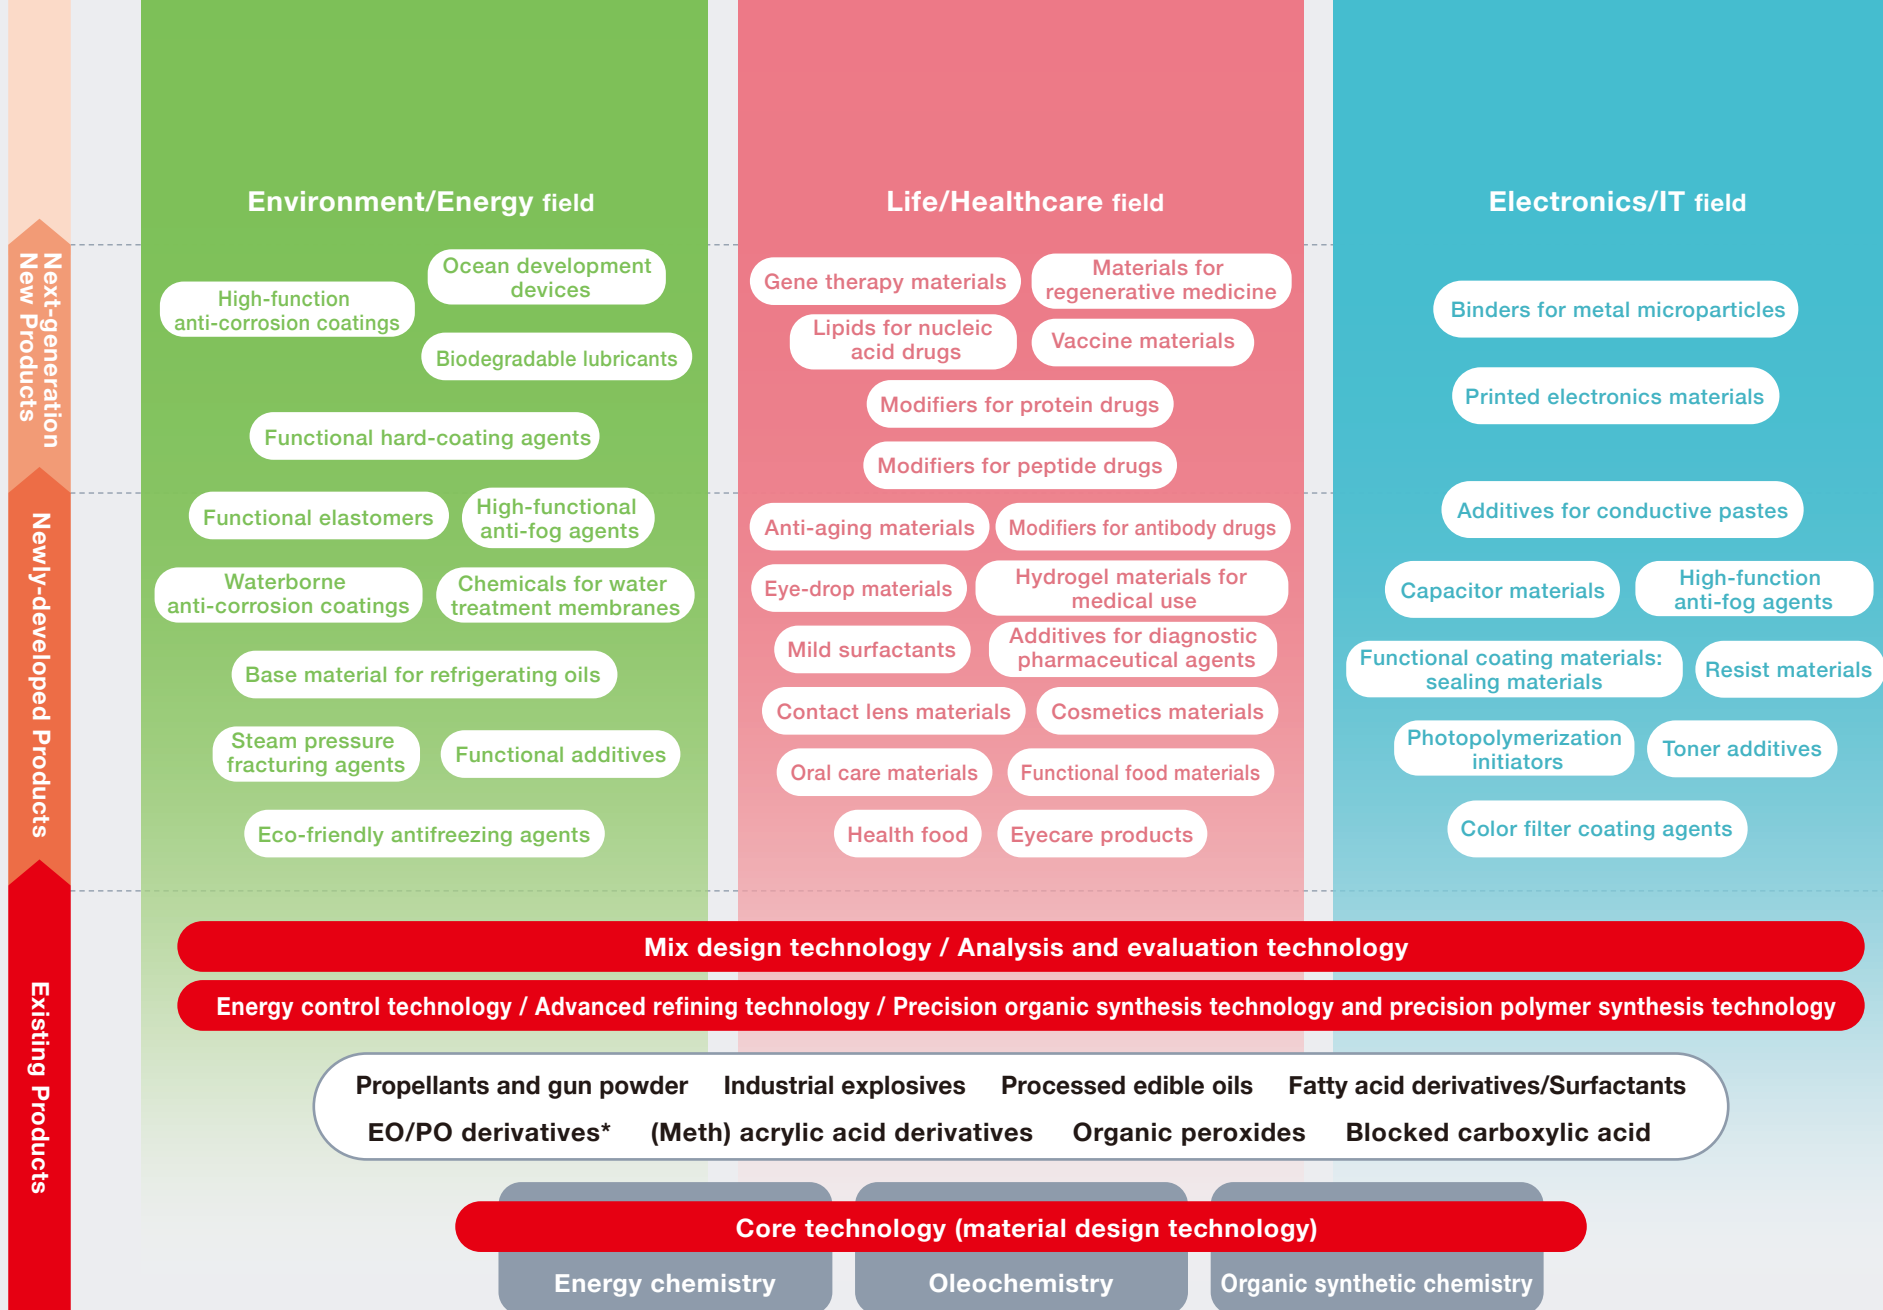 Environment/Energy field
Life/Healthcare field
Electronics/IT field
Next-generation
New Products
High-function
anti-corrosion coatings
Ocean development
devices
Biodegradable lubricants
Functional hard-coating agents
Gene therapy materials
Materials for
regenerative medicine
Lipids for nucleic
acid drugs
Vaccine materials
Modifiers for protein drugs
Modifiers for peptide drugs
Binders for metal microparticles
Printed electronics materials
Newly-developed Products
Functional elastomers
High-functional
anti-fog agents
Waterborne
anti-corrosion coatings
Chemicals for water
treatment membranes
Base material for refrigerating oils
Steam pressure
fracturing agents
Functional additives
Eco-friendly antifreezing agents
Anti-aging materials
Modifiers for antibody drugs
Eye-drop materials
Hydrogel materials for
medical use
Mild surfactants
Additives for diagnostic
pharmaceutical agents
Contact lens materials
Cosmetics materials
Oral care materials
Functional food materials
Health food
Eyecare products
Additives for conductive pastes
Capacitor materials
High-function
anti-fog agents
Functional coating materials:
sealing materials
Resist materials
Photopolymerization
initiators
Toner additives
Color filter coating agents
Existing Products
Mix design technology / Analysis and evaluation technology
Energy control technology / Advanced refining technology / Precision organic synthesis technology and precision polymer synthesis technology
Propellants and gun powder Industrial explosives Processed edible oils Fatty acid derivatives/Surfactants
EO/PO derivatives* (Meth) acrylic acid derivatives Organic peroxides Blocked carboxylic acid
Core technology (material design technology)
Energy chemistry
Oleochemistry
Organic synthetic chemistry